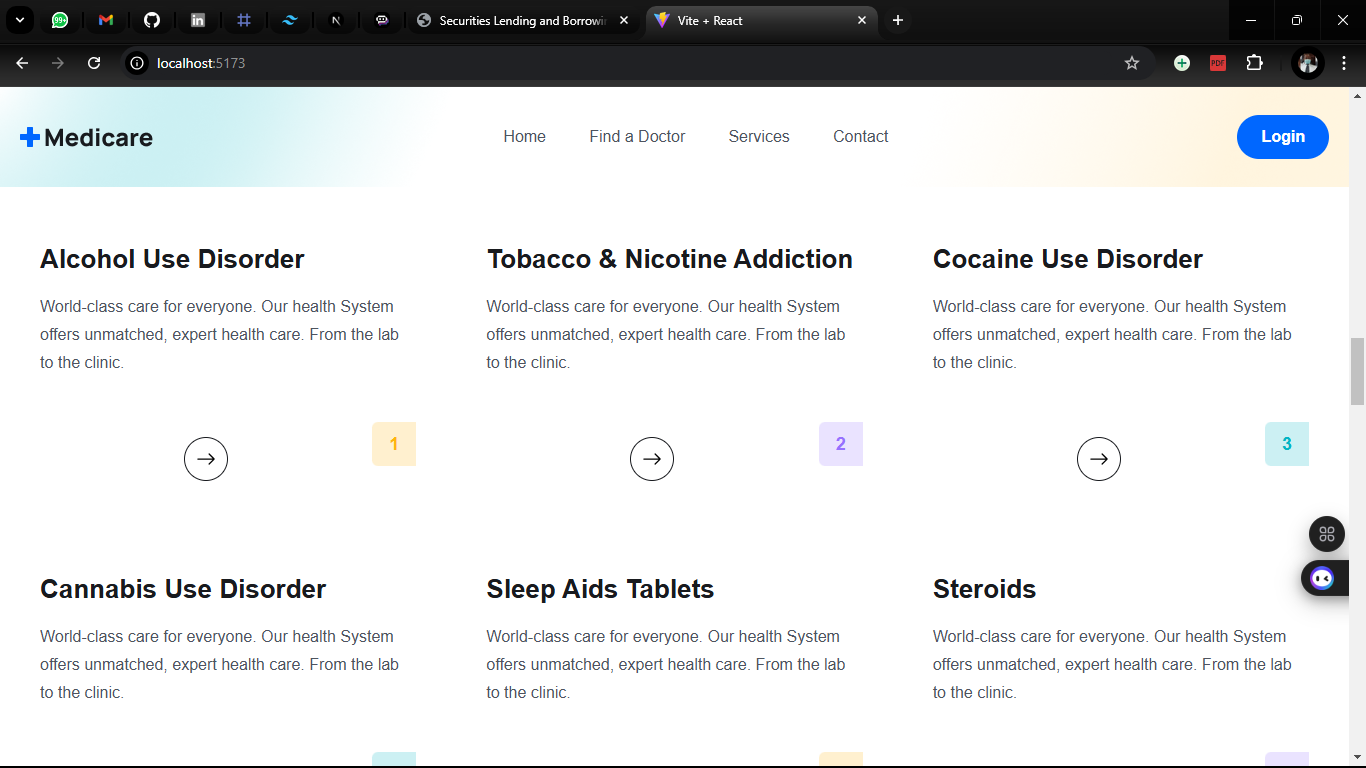 99+
Securities Lending and Borrowin
Vite + React
localhost:5173
PDF
Medicare
Home
Find a Doctor
Services
Contact
Login
Alcohol Use Disorder
World-class care for everyone. Our health System
offers unmatched, expert health care. From the lab
to the clinic.
1
Tobacco & Nicotine Addiction
World-class care for everyone. Our health System
offers unmatched, expert health care. From the lab
to the clinic.
2
Cocaine Use Disorder
World-class care for everyone. Our health System
offers unmatched, expert health care. From the lab
to the clinic.
3
Cannabis Use Disorder
World-class care for everyone. Our health System
offers unmatched, expert health care. From the lab
to the clinic.
Sleep Aids Tablets
World-class care for everyone. Our health System
offers unmatched, expert health care. From the lab
to the clinic.
Steroids
World-class care for everyone. Our health System
offers unmatched, expert health care. From the lab
to the clinic.